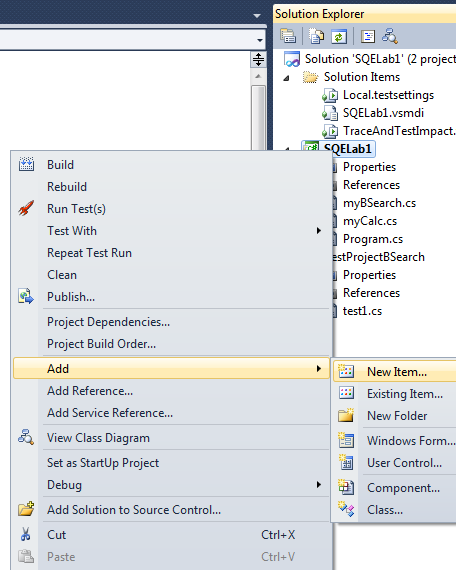 Solution Explorer
Solution 'SQELab1' (2 project
Solution Items
Local.testsettings
SQELab1.vsmdi
TraceAndTestImpact.
SQELab1
Properties
References
myBSearch.cs
myCalc.cs
Program.cs
estProjectBSearch
Properties
References
test1.cs
Build
Rebuild
Run Test(s)
Test With
Repeat Test Run
Clean
Publish...
Project Dependencies...
Project Build Order...
Add
Add Reference...
Add Service Reference...
View Class Diagram
Set as StartUp Project
Debug
Add Solution to Source Control...
Cut Ctrl+X
Paste Ctrl+V
New Item...
Existing Item...
New Folder
Windows Form...
User Control...
Component...
Class...